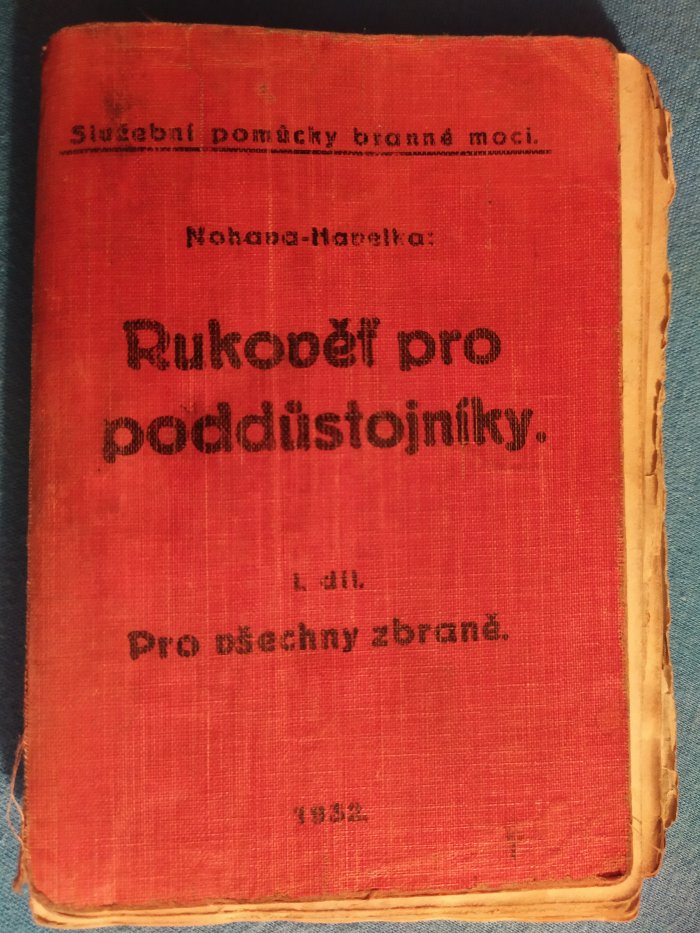 Služební pomůcky branné moci.
Nohava-Havelka:
Rukověť pro
poddůstojníky.
I. díl.
Pro všechny zbraně.
1932.